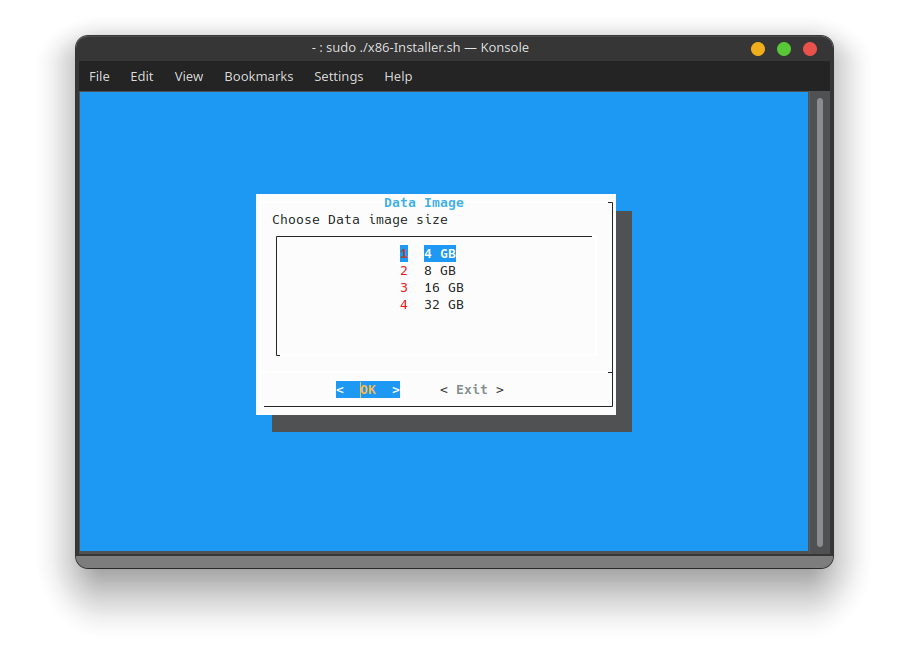 - : sudo ./x86-Installer.sh — Konsole
File Edit View Bookmarks Settings Help
Data Image
Choose Data image size
1 4 GB
2 8 GB
3 16 GB
4 32 GB
< OK > < Exit >